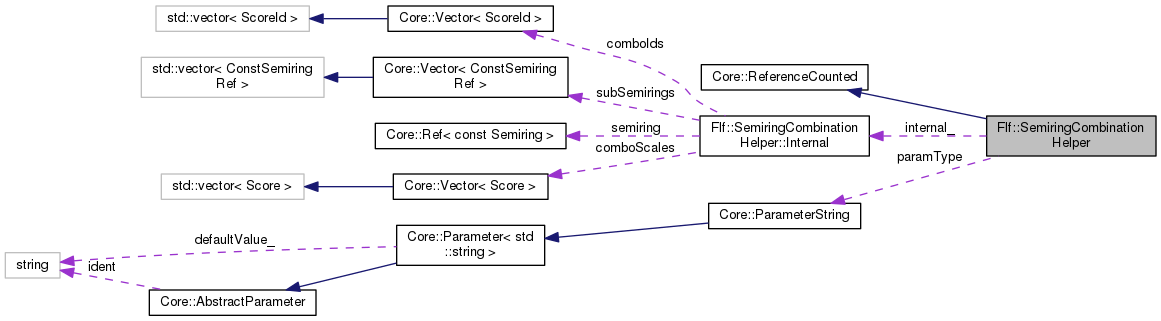 std::vector< ScoreId >
Core::Vector< ScoreId >
comboIds
std::vector< ConstSemiring
Ref >
Core::Vector< ConstSemiring
Ref >
subSemirings
Core::ReferenceCounted
Core::Ref< const Semiring >
semiring
Flf::SemiringCombination
Helper::Internal
internal_
Flf::SemiringCombination
Helper
comboScales
paramType
std::vector< Score >
Core::Vector< Score >
Core::ParameterString
defaultValue_
Core::Parameter< std
::string >
string
ident
Core::AbstractParameter